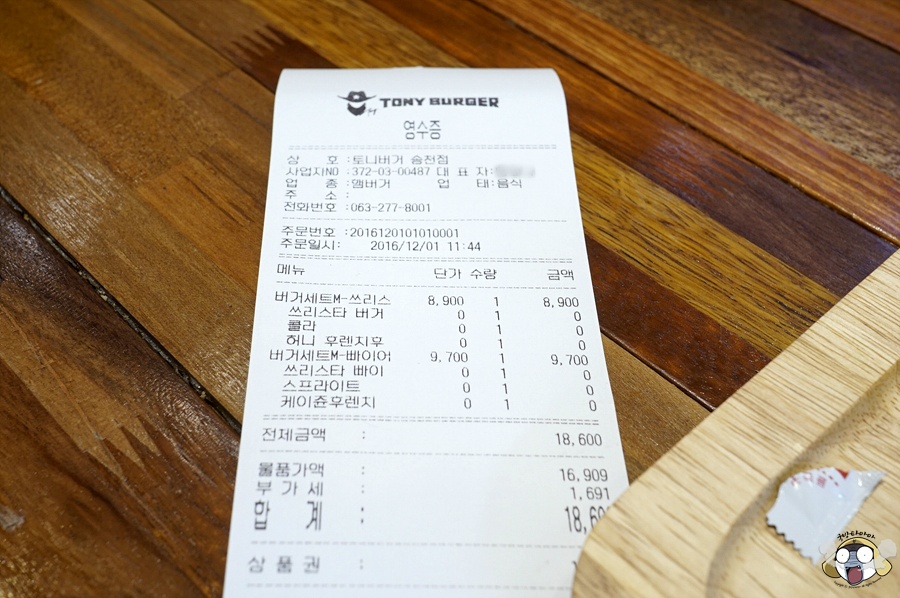 TONY BURGER
영수증
상 호 :토니버거 송천점
사업지NO :372-03-00487 대 표 자:
업 종 :햄버거 업 태:음식
주 소 :
전화번호 :063-277-8001
주문번호 :2016120101010001
주문일시: 2016/12/01 11:44
메뉴 단가 수량 금액
버거세트M-쓰리스 8,900 1 8,900
쓰리스타 버거 0 1 0
콜라 0 1 0
허니 후렌치후 0 1 0
버거세트M-빠이어 9,700 1 9,700
쓰리스타 빠이 0 1 0
스프라이트 0 1 0
케이쥰후렌치 0 1 0
전체금액 : 18,600
물품가액 : 16,909
부 가 세 : 1,691
합 계 :
상 품 권 :